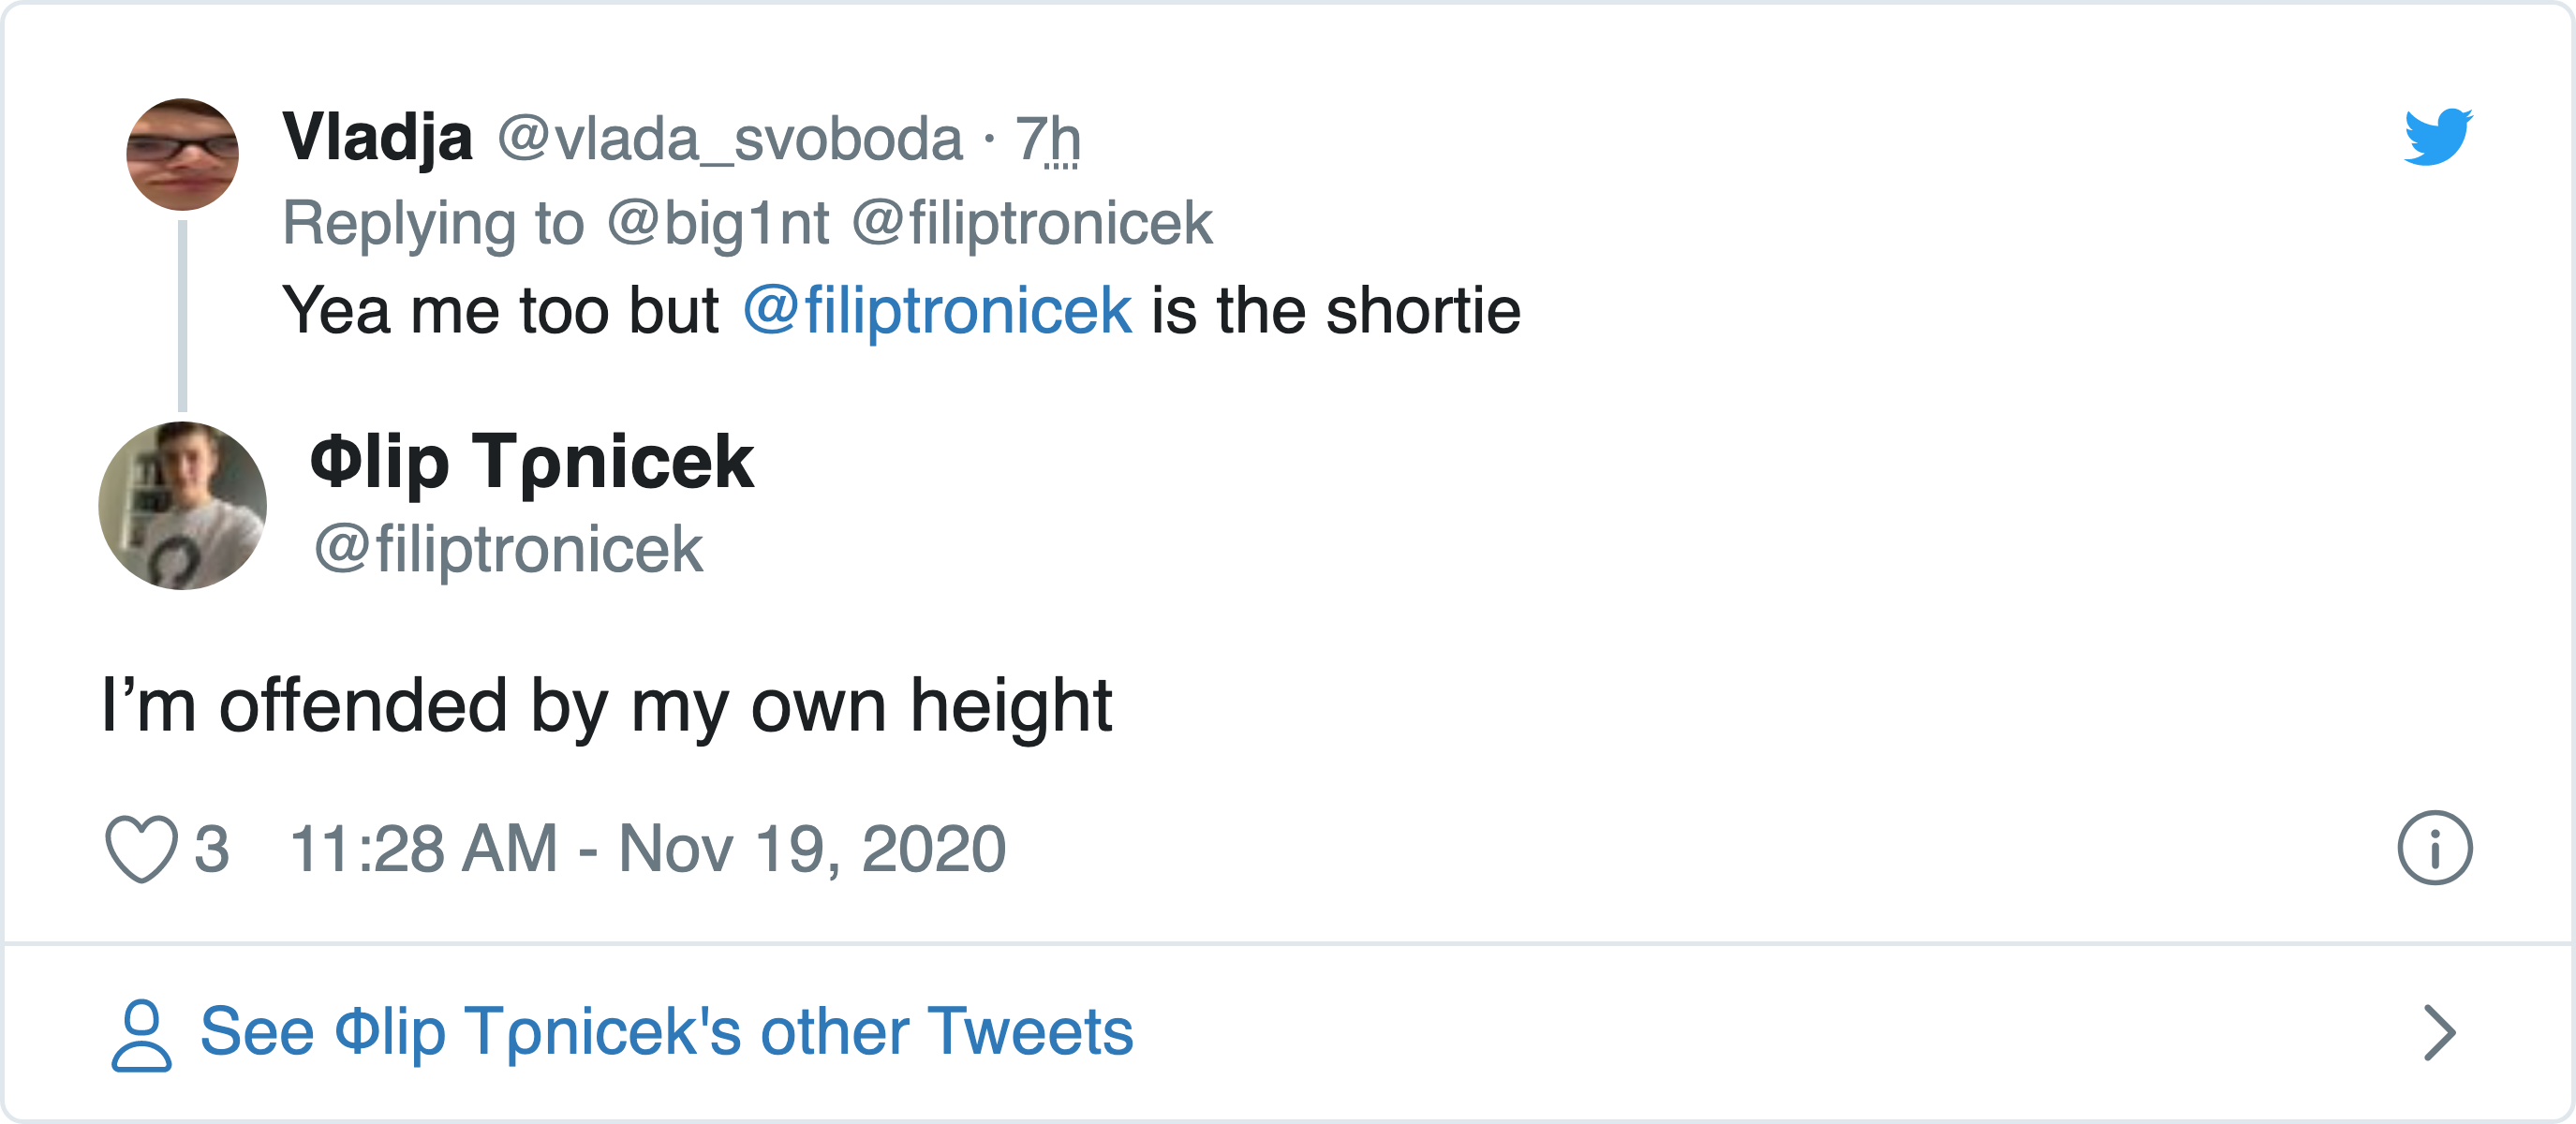 Vladja @vlada_svoboda · 7h
Replying to @big1nt @filiptronicek
Yea me too but @filiptronicek is the shortie
Φlip Tρnicek
@filiptronicek
I’m offended by my own height
3 11:28 AM - Nov 19, 2020
See Φlip Tρnicek's other Tweets